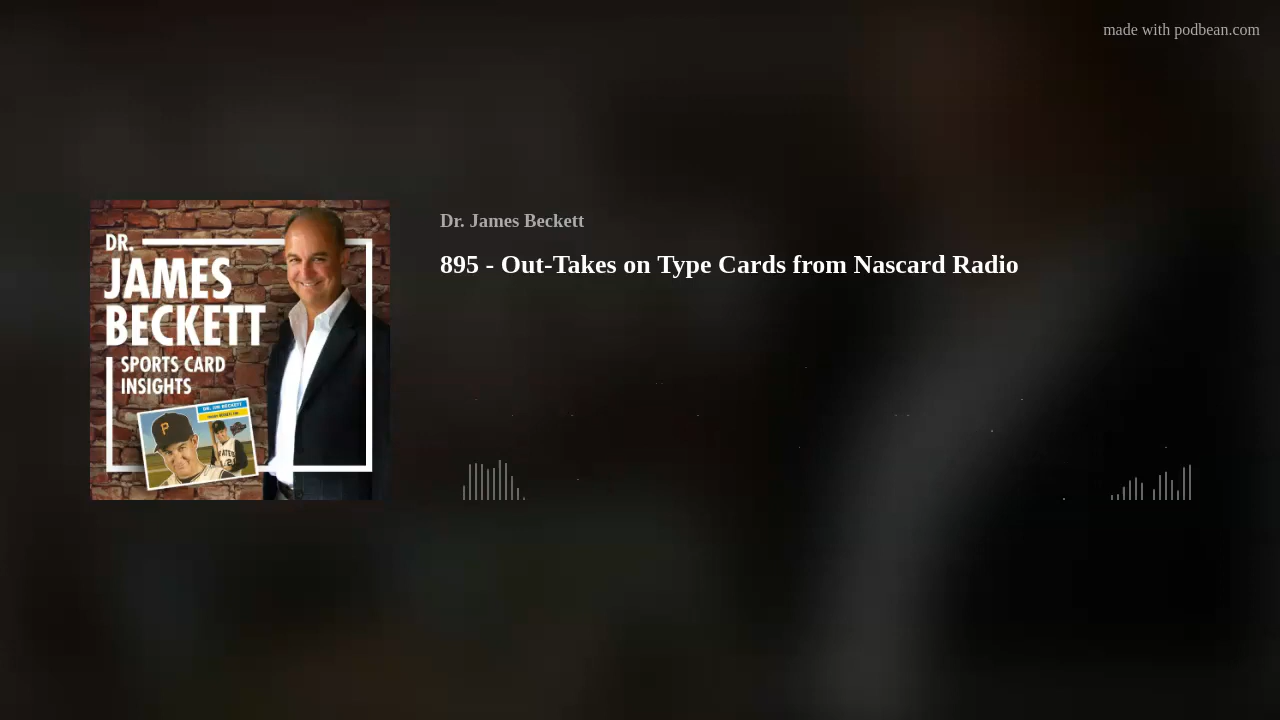 made with podbean.com
Dr. James Beckett
895 - Out-Takes on Type Cards from Nascard Radio
DR.
JAMES
BECKETT
SPORTS CARD
INSIGHTS
DR. JIM BECKETT
P